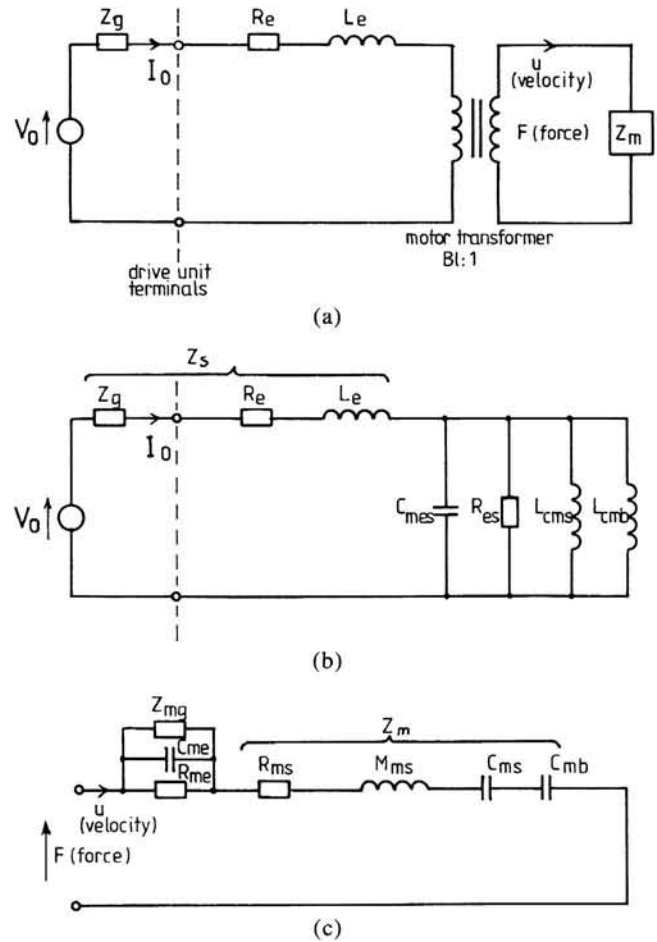 Zg Re Le
I0
V0
u
(velocity)
F (force)
Zm
drive unit
terminals
motor transformer
Bl:1
(a)
Zs
Zg Re Le
I0
V0
Cmes Res Lcms Lcmb
(b)
Zmg
Cme
Rme
Zm
Rms Mms Cms Cmb
u
(velocity)
F (force)
(c)